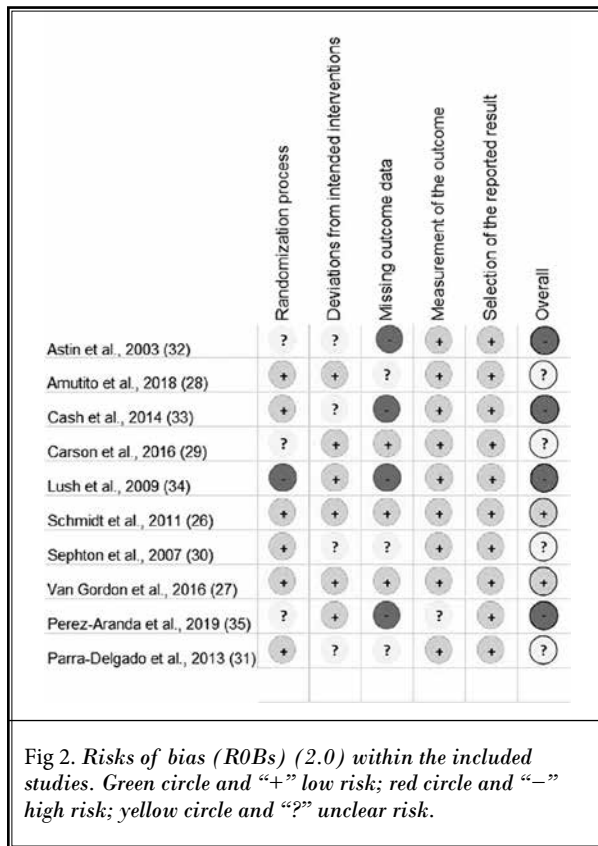 Randomization process
Deviations from intended interventions
Missing outcome data
Measurement of the outcome
Selection of the reported result
Overall
Astin et al., 2003 (32) ? ? - + + -
Amutito et al., 2018 (28) + + ? + + ?
Cash et al., 2014 (33) + ? - + + -
Carson et al., 2016 (29) ? + + + + ?
Lush et al., 2009 (34) - + - + + -
Schmidt et al., 2011 (26) + + + + + +
Sephton et al., 2007 (30) + ? ? + + ?
Van Gordon et al., 2016 (27) + + + + + +
Perez-Aranda et al., 2019 (35) ? + - ? + -
Parra-Delgado et al., 2013 (31) + ? ? + + ?
Fig 2. Risks of bias (R0Bs) (2.0) within the included
studies. Green circle and “+” low risk; red circle and “−”
high risk; yellow circle and “?” unclear risk.